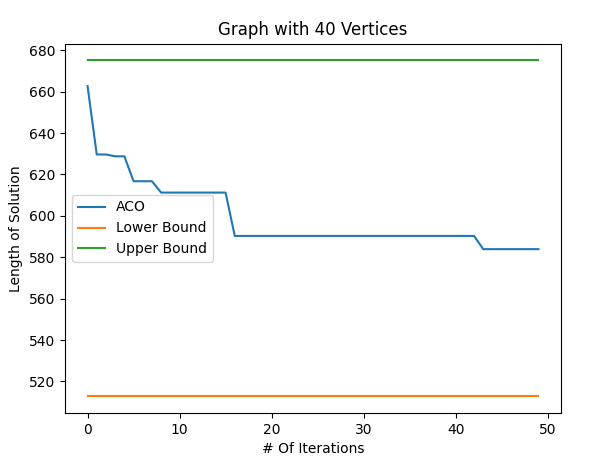 Graph with 40 Vertices
680
660
640
620
600
580
560
540
520
Length of Solution
ACO
Lower Bound
Upper Bound
0 10 20 30 40 50
# Of Iterations